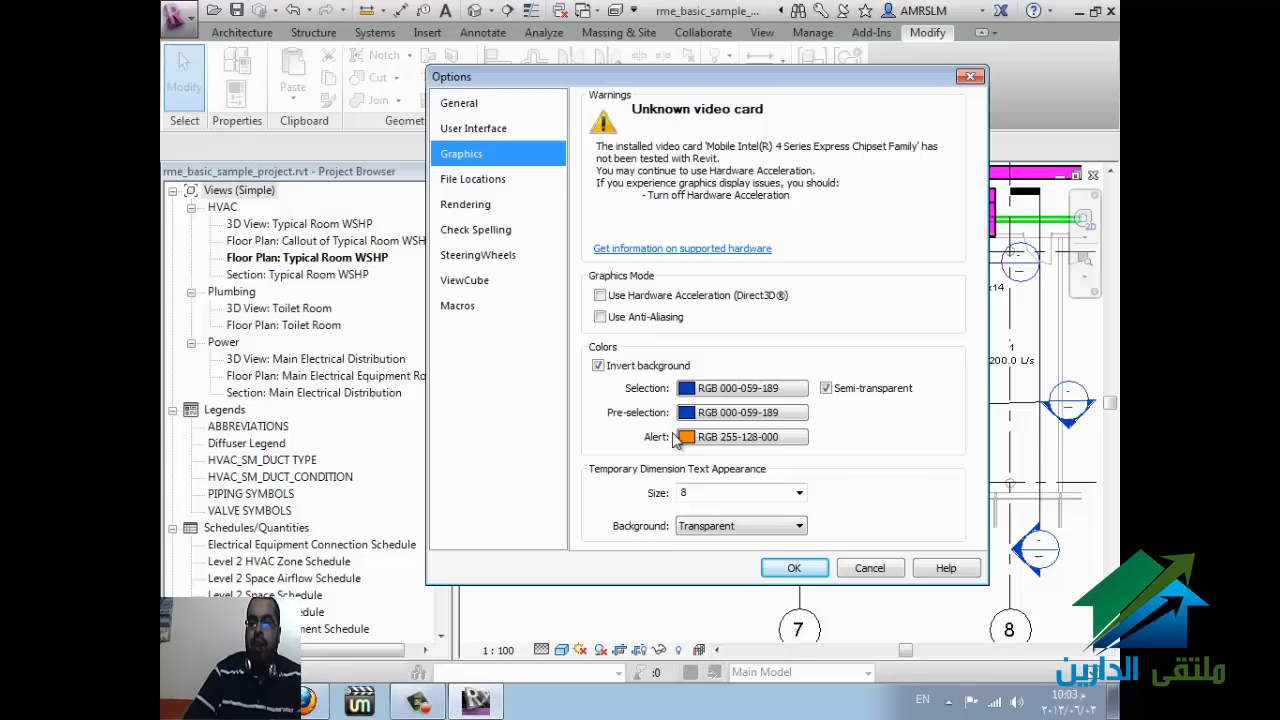 rme_basic_sample_...
AMRSLM
Architecture Structure Systems Insert Annotate Analyze Massing & Site Collaborate View Manage Add-Ins Modify
Modify
Paste
Notch
Cut
Join
Select Properties Clipboard Geomet
rme_basic_sample_project.rvt - Project Browser
Views (Simple)
HVAC
3D View: Typical Room WSHP
Floor Plan: Callout of Typical Room WSH
Floor Plan: Typical Room WSHP
Section: Typical Room WSHP
Plumbing
3D View: Toilet Room
Floor Plan: Toilet Room
Power
3D View: Main Electrical Distribution
Floor Plan: Main Electrical Equipment Ro
Section: Main Electrical Distribution
Legends
ABBREVIATIONS
Diffuser Legend
HVAC_SM_DUCT TYPE
HVAC_SM_DUCT_CONDITION
PIPING SYMBOLS
VALVE SYMBOLS
Schedules/Quantities
Electrical Equipment Connection Schedule
Level 2 HVAC Zone Schedule
Level 2 Space Airflow Schedule
e Schedule
ment Schedule
Options
General
User Interface
Graphics
File Locations
Rendering
Check Spelling
SteeringWheels
ViewCube
Macros
Warnings
Unknown video card
The installed video card 'Mobile Intel(R) 4 Series Express Chipset Family' has
not been tested with Revit.
You may continue to use Hardware Acceleration.
If you experience graphics display issues, you should:
- Turn off Hardware Acceleration
Get information on supported hardware
Graphics Mode
Use Hardware Acceleration (Direct3D®)
Use Anti-Aliasing
Colors
Invert background
Selection: RGB 000-059-189 Semi-transparent
Pre-selection: RGB 000-059-189
Alert: RGB 255-128-000
Temporary Dimension Text Appearance
Size: 8
Background: Transparent
OK Cancel Help
2D
x14
1
200.0 L/s
7 8
1 : 100
:0 Main Model
ملتقى الدارين
EN
10:03 م
٢٠١٣/٠٦/٠٣